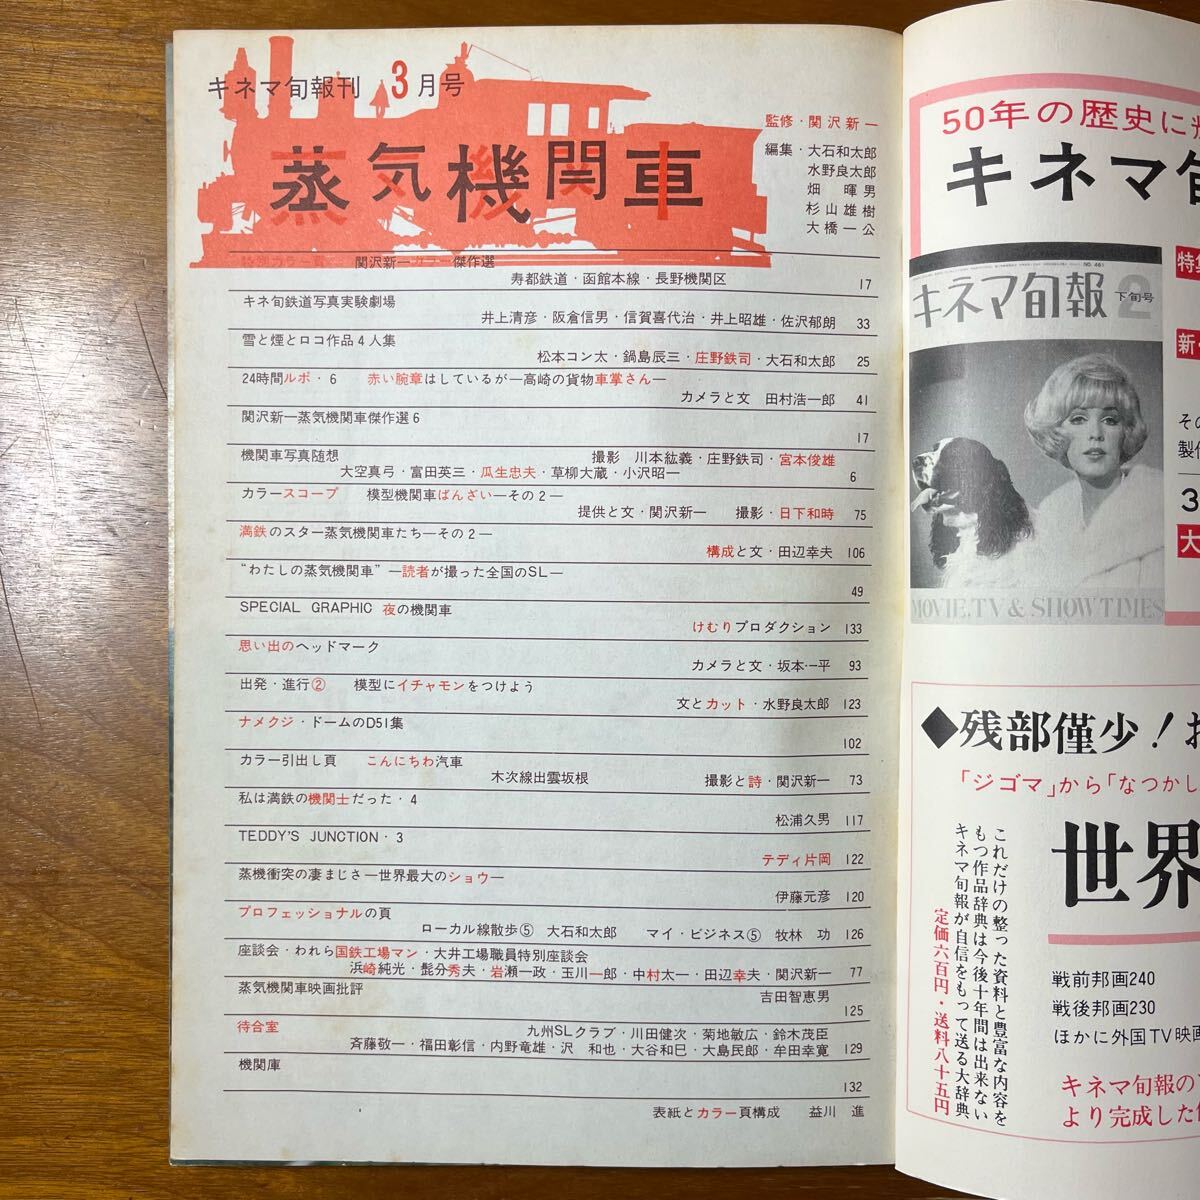 キネマ旬報刊 3月号
蒸気機関車
監修・関沢新一
編集・大石和太郎
水野良太郎
畑 暉男
杉山雄樹
大橋一公
特別カラー頁 関沢新一カラー傑作選
寿都鉄道・函館本線・長野機関区 17
キネ旬鉄道写真実験劇場
井上清彦・阪倉信男・信賀喜代治・井上昭雄・佐沢郁朗 33
雪と煙とロコ作品4人集
松本コン太・鍋島辰三・庄野鉄司・大石和太郎 25
24時間ルポ・6 赤い腕章はしているが―高崎の貨物車掌さん―
カメラと文 田村浩一郎 41
関沢新一蒸気機関車傑作選6
17
機関車写真随想 撮影 川本紘義・庄野鉄司・宮本俊雄
大空真弓・富田英三・瓜生忠夫・草柳大蔵・小沢昭一 6
カラースコープ 模型機関車ばんざい―その2―
提供と文・関沢新一 撮影・日下和時 75
満鉄のスター蒸気機関車たち―その2―
構成と文・田辺幸夫 106
“わたしの蒸気機関車”―読者が撮った全国のSL―
49
SPECIAL GRAPHIC 夜の機関車
けむりプロダクション 133
思い出のヘッドマーク
カメラと文・坂本一平 93
出発・進行② 模型にイチャモンをつけよう
文とカット・水野良太郎 123
ナメクジ・ドームのD51集
102
カラー引出し頁 こんにちわ汽車
木次線出雲坂根 撮影と詩・関沢新一 73
私は満鉄の機関士だった・4
松浦久男 117
TEDDY'S JUNCTION・3
テディ片岡 122
蒸機衝突の凄まじさ―世界最大のショウ―
伊藤元彦 120
プロフェッショナルの頁
ローカル線散歩⑤ 大石和太郎 マイ・ビジネス⑤ 牧林 功 126
座談会・われら国鉄工場マン・大井工場職員特別座談会
浜崎純光・髭分秀夫・岩瀬一政・玉川一郎・中村太一・田辺幸夫・関沢新一 77
蒸気機関車映画批評
吉田智恵男
125
待合室
九州SLクラブ・川田健次・菊地敏広・鈴木茂臣
斉藤敬一・福田彰信・内野竜雄・沢 和也・大谷和巳・大島民郎・牟田幸寛 129
機関庫
132
表紙とカラー頁構成 益川 進
50年の歴史に
キネマ旬
NO.461
キネマ旬報
2
下旬号
MOVIE, TV & SHOW TIMES
特集
新・
その
製作
3
大
◆残部僅少！お
「ジゴマ」から「なつかし
世界
これだけの整った資料と豊富な内容を
もつ作品辞典は今後十年間は出来ない
キネマ旬報が自信をもって送る大辞典
定価六百円・送料八十五円
戦前邦画240
戦後邦画230
ほかに外国TV映画
キネマ旬報の
より完成した